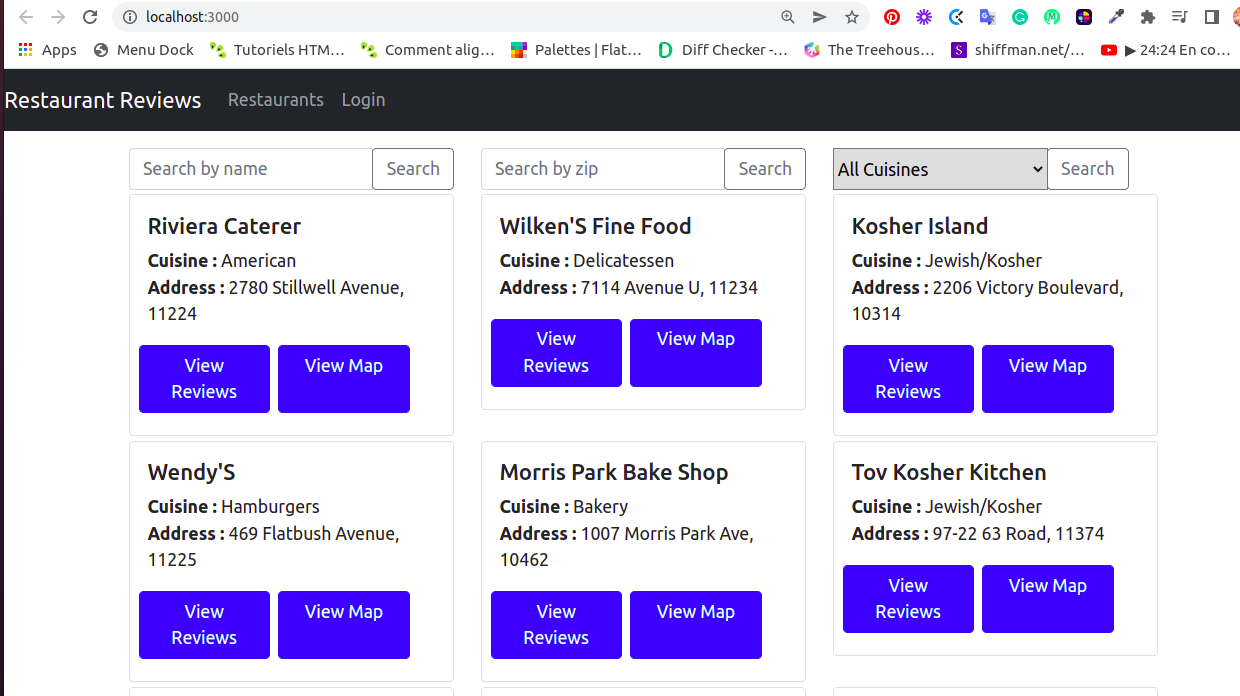 localhost:3000
Apps Menu Dock Tutoriels HTM... Comment alig... Palettes | Flat... Diff Checker -... The Treehous... shiffman.net/... ▶ 24:24 En co...
Restaurant Reviews Restaurants Login
Search by name Search Search by zip Search All Cuisines Search
Riviera Caterer
Cuisine : American
Address : 2780 Stillwell Avenue,
11224
View
Reviews
View Map
Wilken'S Fine Food
Cuisine : Delicatessen
Address : 7114 Avenue U, 11234
View
Reviews
View Map
Kosher Island
Cuisine : Jewish/Kosher
Address : 2206 Victory Boulevard,
10314
View
Reviews
View Map
Wendy'S
Cuisine : Hamburgers
Address : 469 Flatbush Avenue,
11225
View
Reviews
View Map
Morris Park Bake Shop
Cuisine : Bakery
Address : 1007 Morris Park Ave,
10462
View
Reviews
View Map
Tov Kosher Kitchen
Cuisine : Jewish/Kosher
Address : 97-22 63 Road, 11374
View
Reviews
View Map